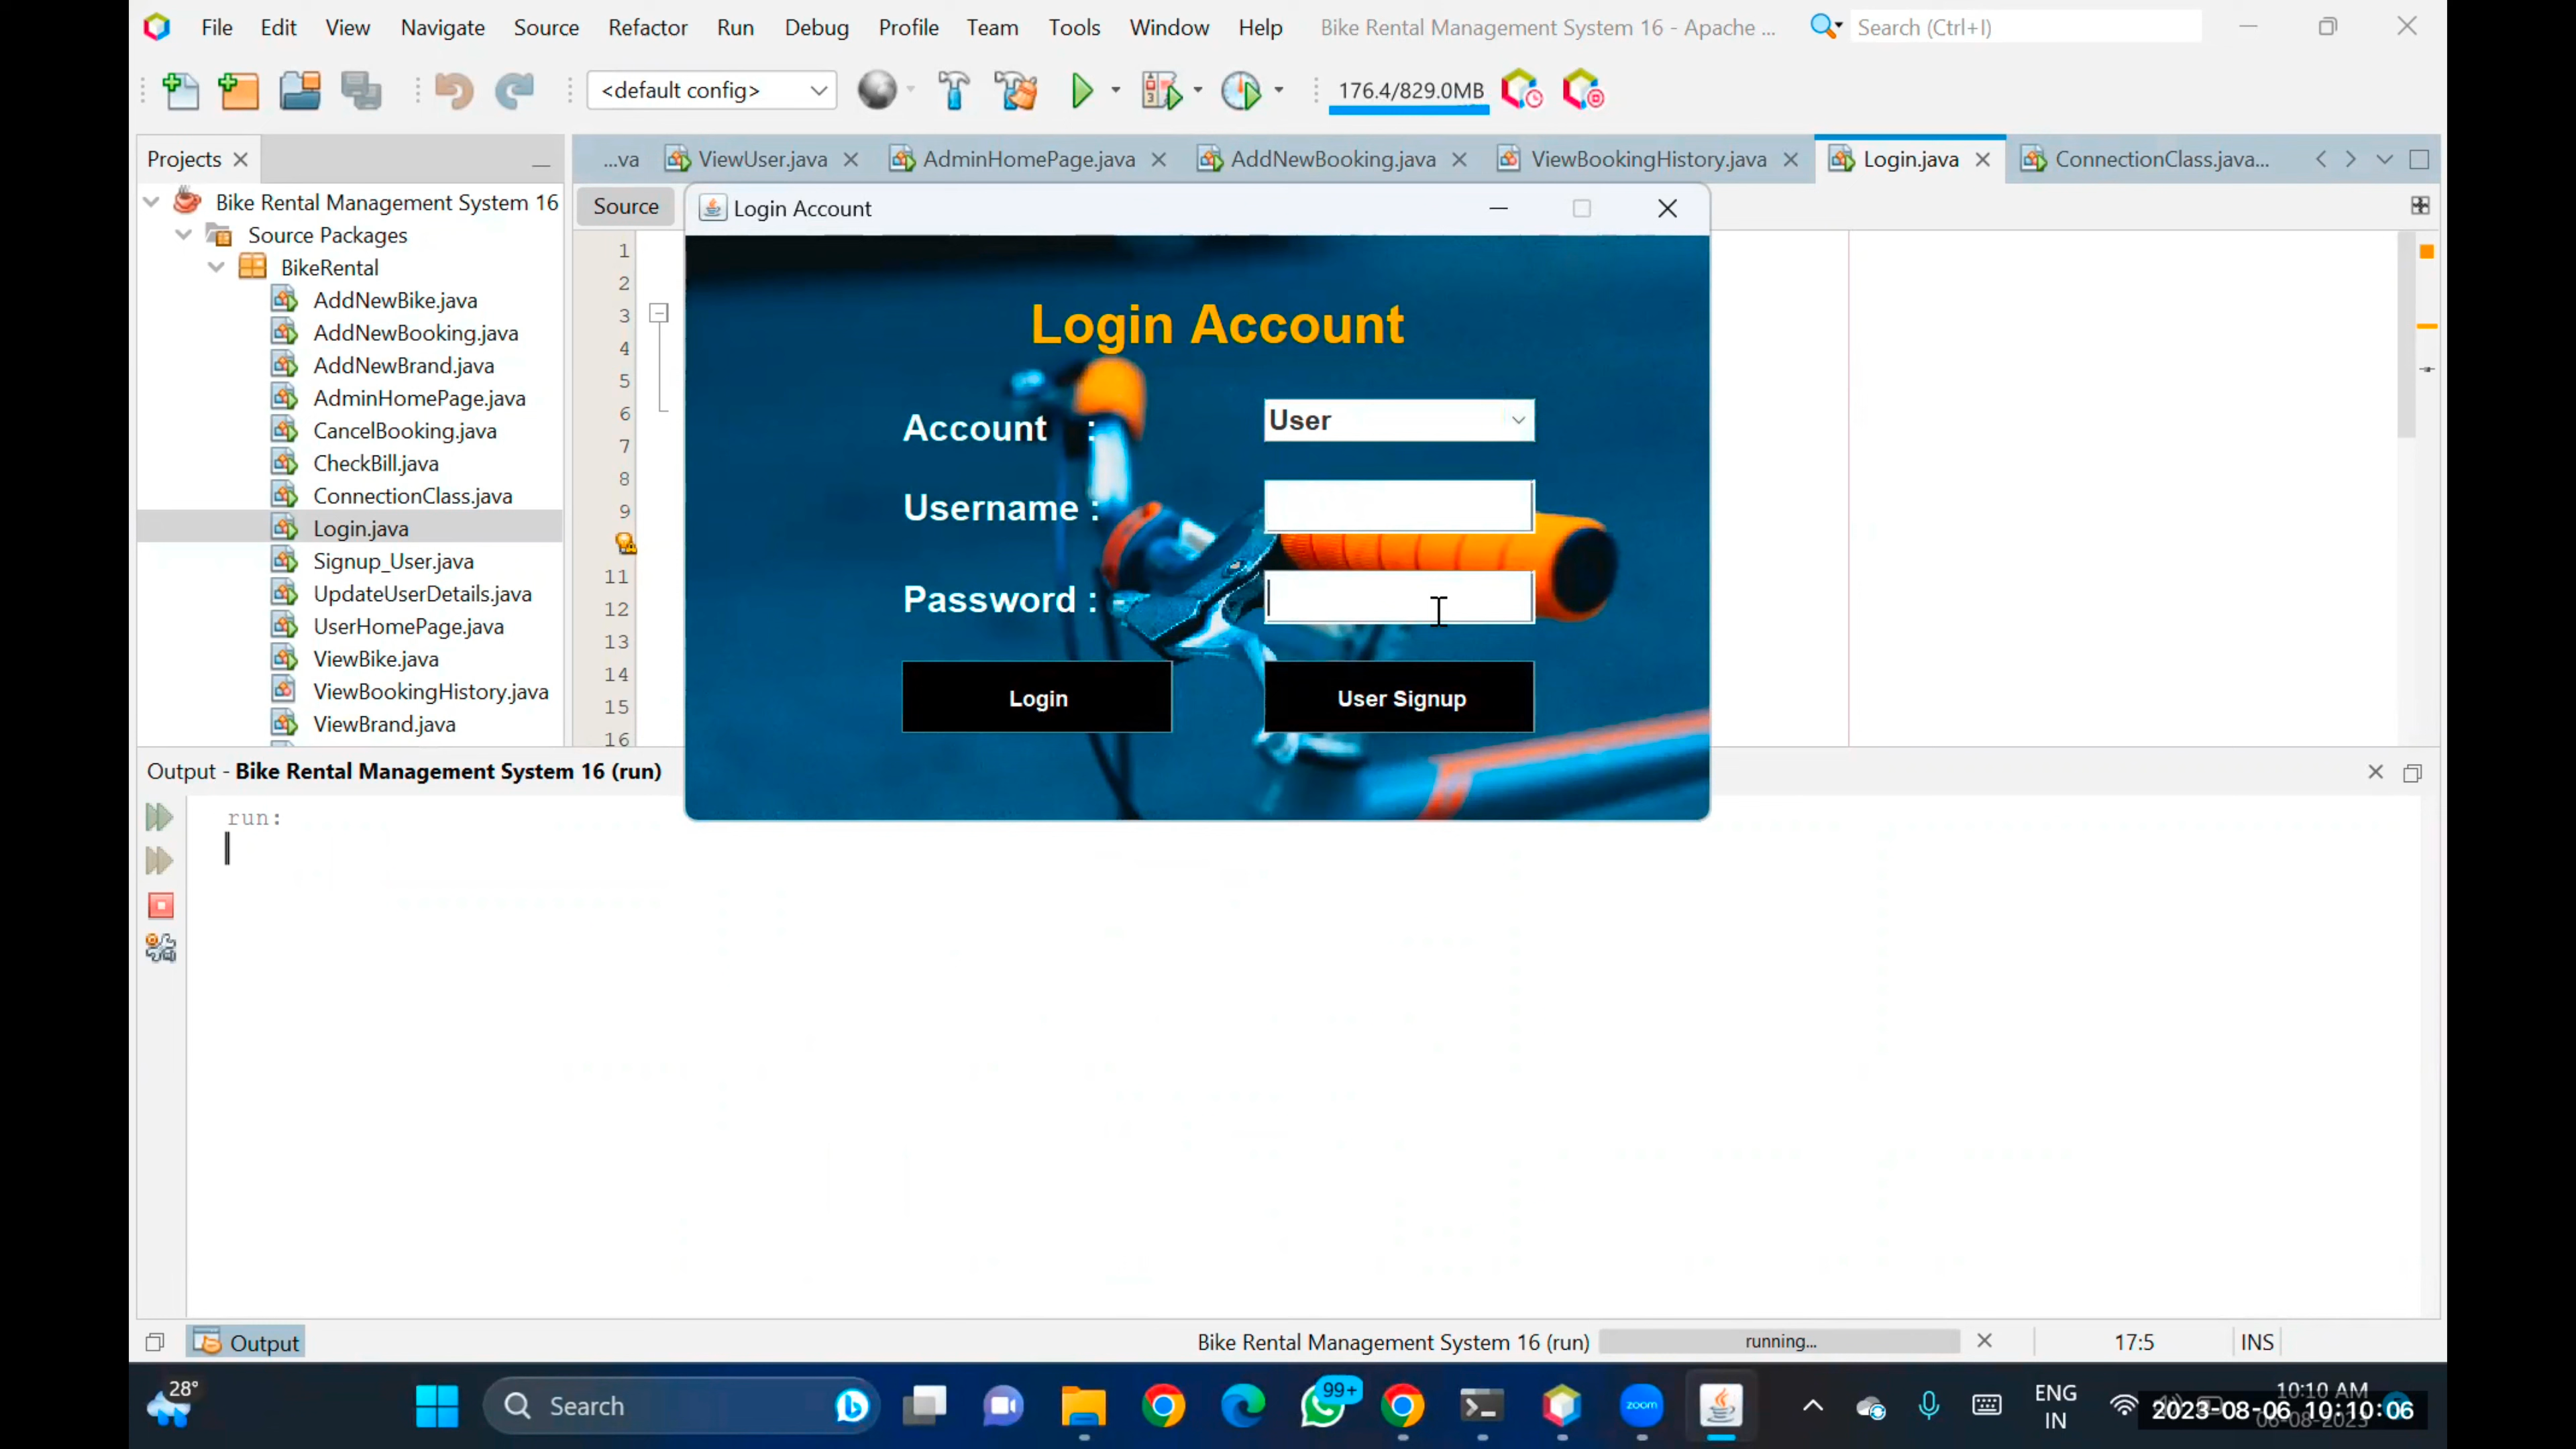 File Edit View Navigate Source Refactor Run Debug Profile Team Tools Window Help Bike Rental Management System 16 - Apache ... Search (Ctrl+I)
<default config> 176.4/829.0MB
Projects ...va ViewUser.java AdminHomePage.java AddNewBooking.java ViewBookingHistory.java Login.java ConnectionClass.java...
Bike Rental Management System 16
Source Packages
BikeRental
AddNewBike.java
AddNewBooking.java
AddNewBrand.java
AdminHomePage.java
CancelBooking.java
CheckBill.java
ConnectionClass.java
Login.java
Signup_User.java
UpdateUserDetails.java
UserHomePage.java
ViewBike.java
ViewBookingHistory.java
ViewBrand.java
Source
1
2
3
4
5
6
7
8
9
11
12
13
14
15
16
Login Account
Login Account
Account : User
Username :
Password :
Login User Signup
Output - Bike Rental Management System 16 (run)
run:
Output Bike Rental Management System 16 (run) running... 17:5 INS
28° Search 99+ zoom ENG
IN
10:10 AM
2023-08-06 10:10:06
06-08-2023